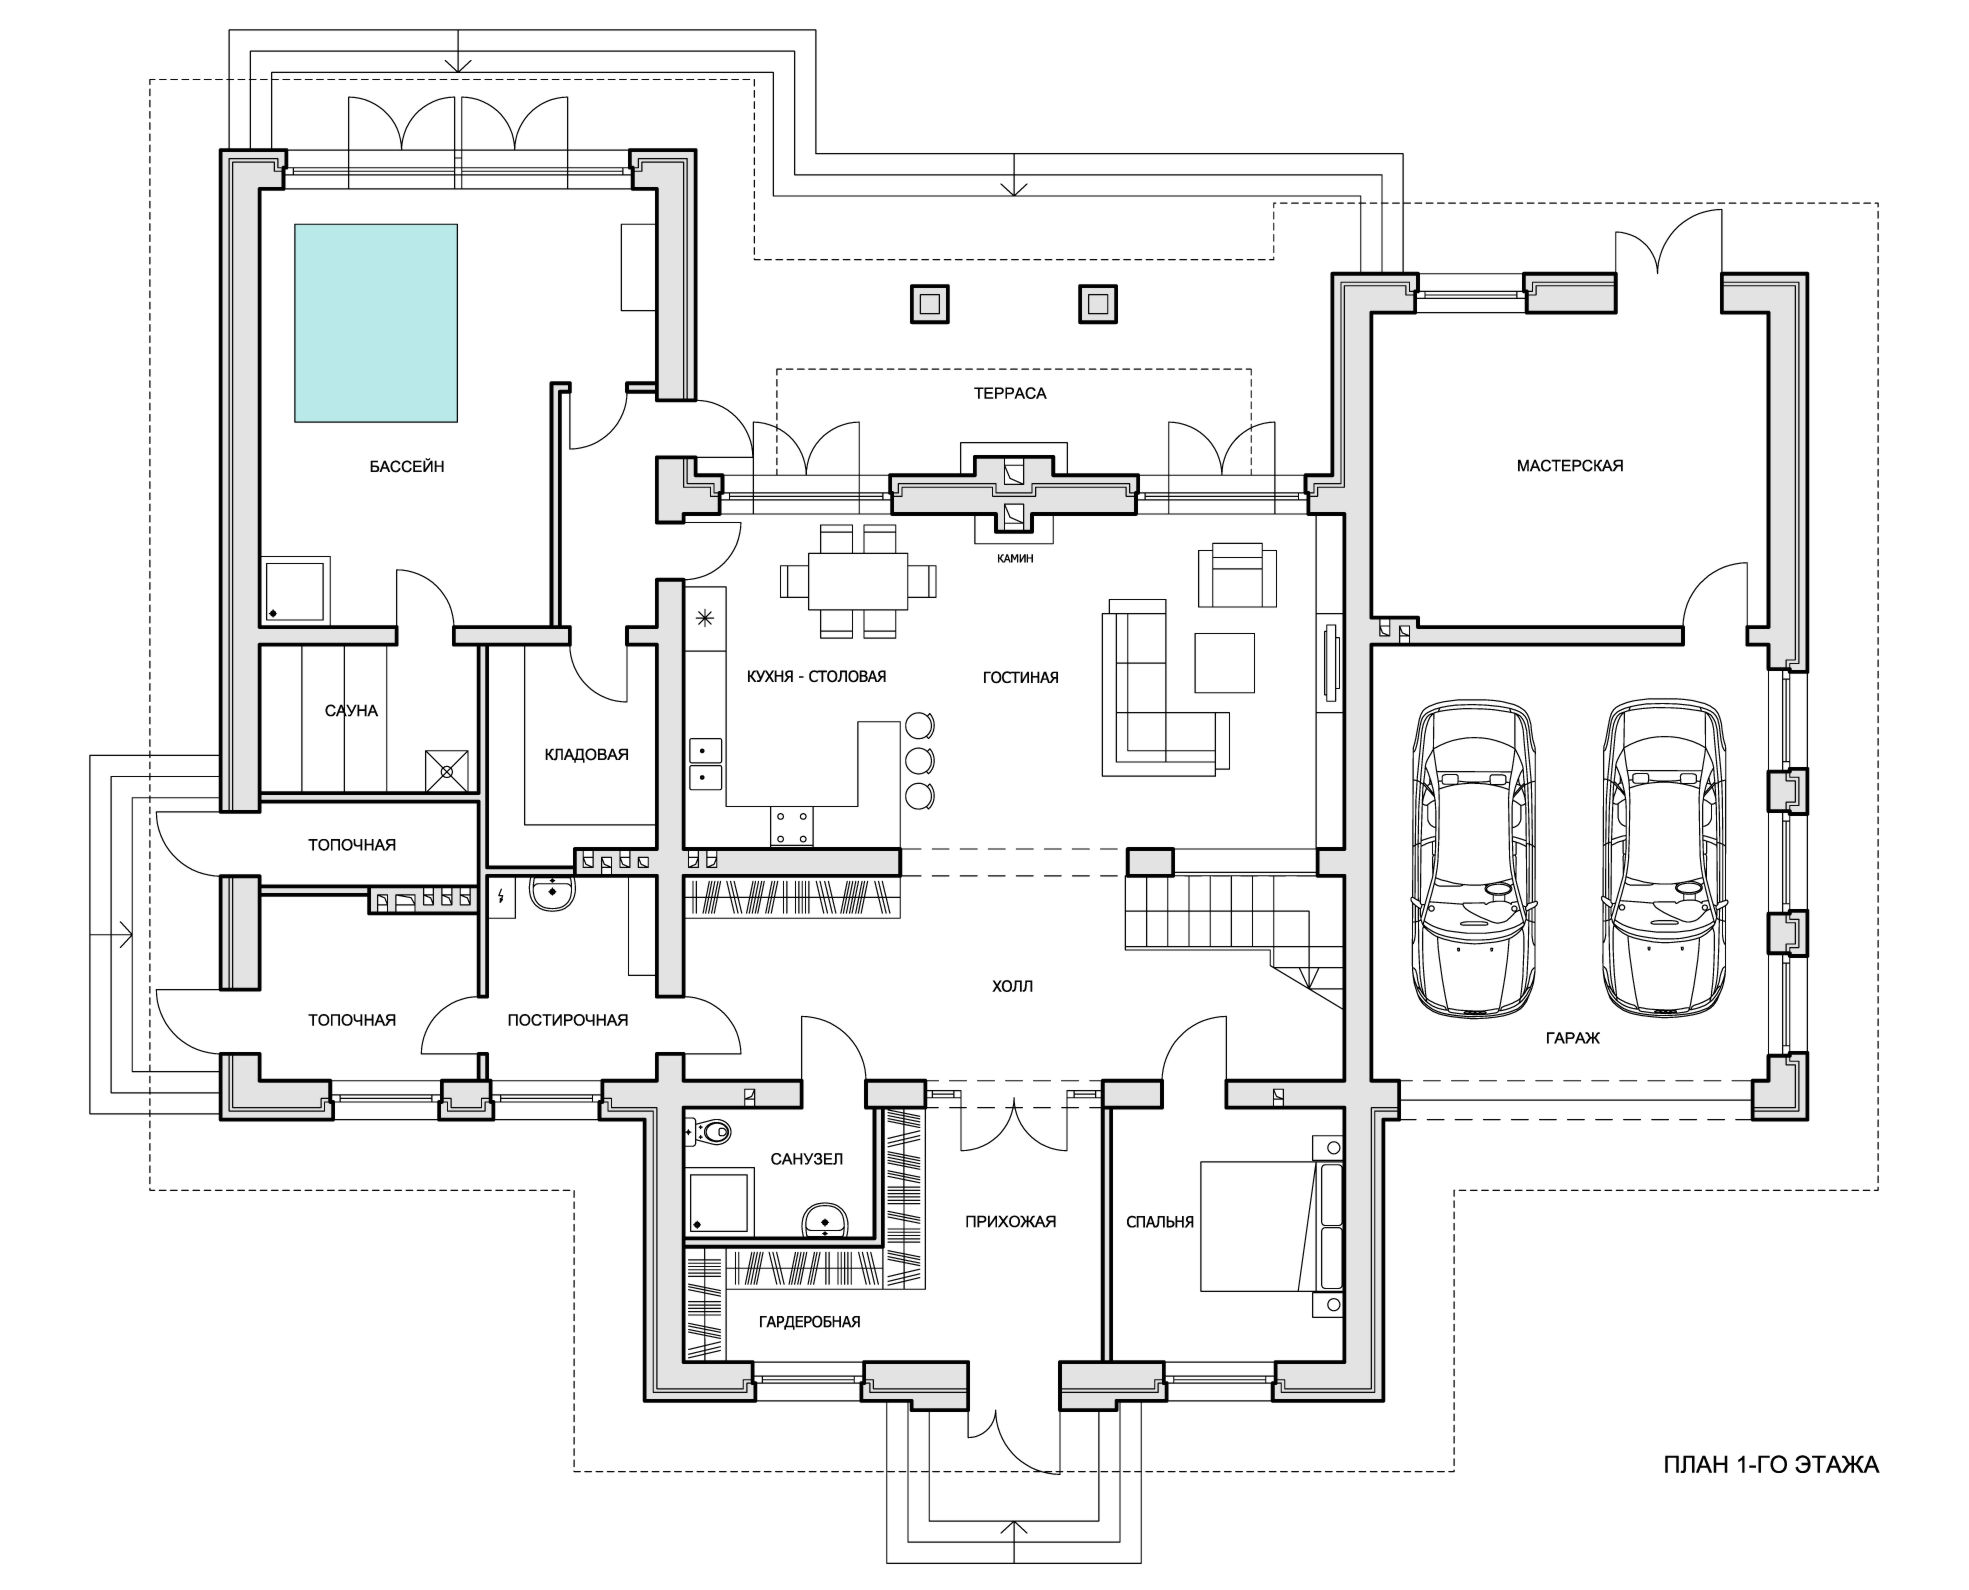 ТЕРРАСА
БАССЕЙН
МАСТЕРСКАЯ
КАМИН
КУХНЯ - СТОЛОВАЯ
ГОСТИНАЯ
САУНА
КЛАДОВАЯ
ТОПОЧНАЯ
ХОЛЛ
ТОПОЧНАЯ
ПОСТИРОЧНАЯ
ГАРАЖ
САНУЗЕЛ
ПРИХОЖАЯ
СПАЛЬНЯ
ГАРДЕРОБНАЯ
ПЛАН 1-ГО ЭТАЖА